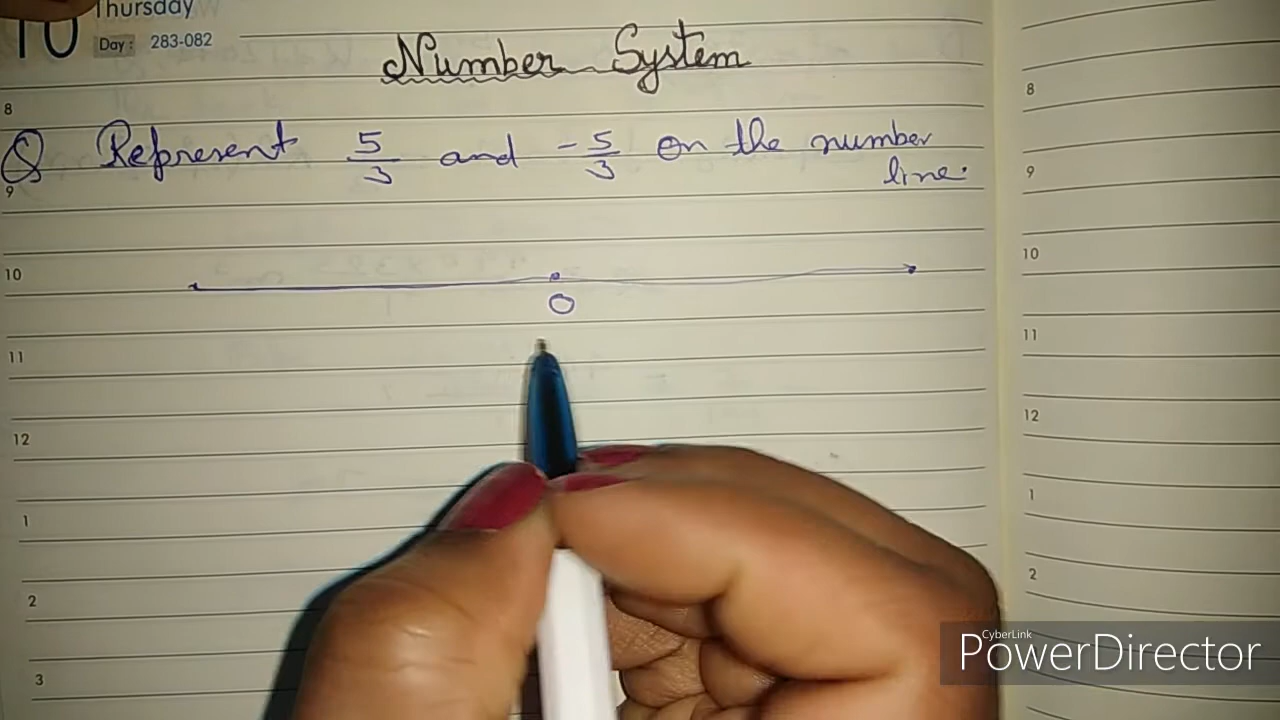 10 Thursday
Day: 283-082
Number System
8
8
Q Represent 5/3 and -5/3 on the number
line.
9
9
10
10
0
11
11
12
12
1
1
2
2
3
CyberLink
PowerDirector